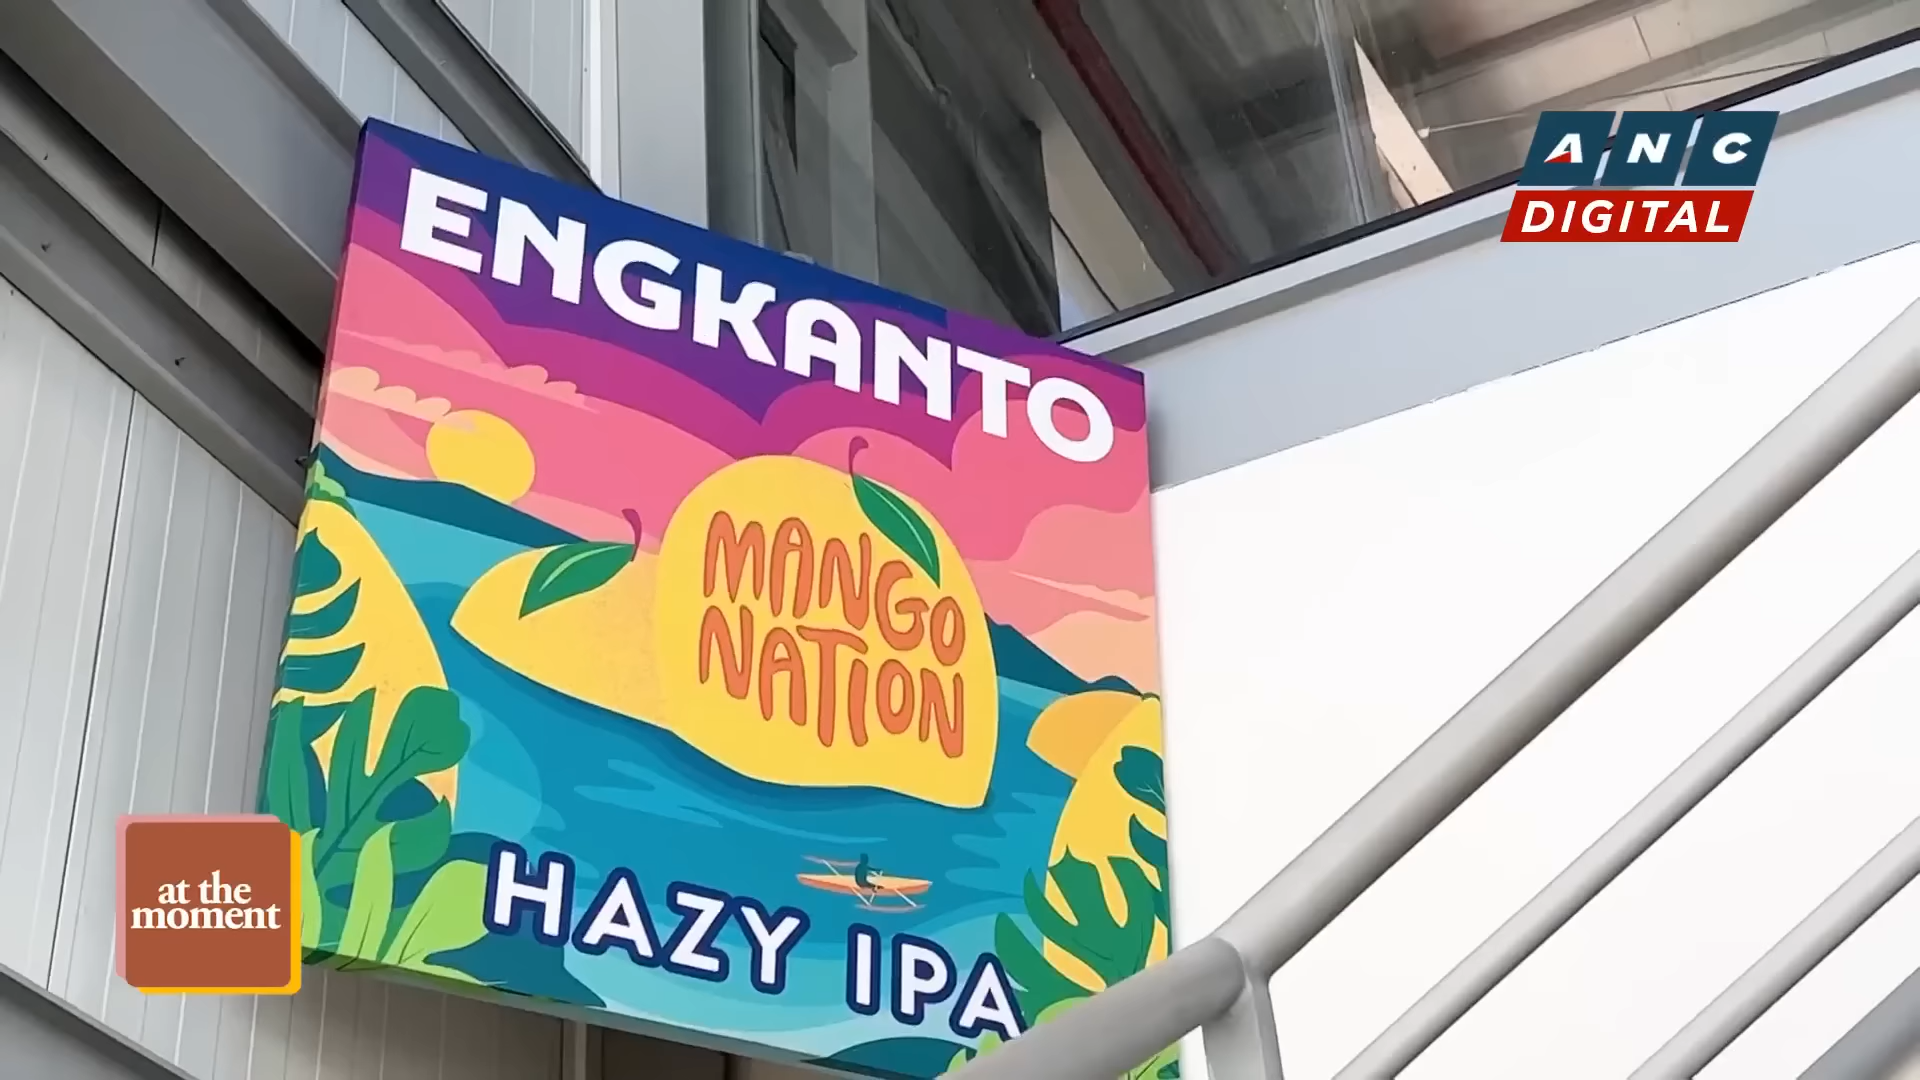 ENGKANTO
MANGO
NATION
HAZY IPA
ANC
DIGITAL
at the
moment